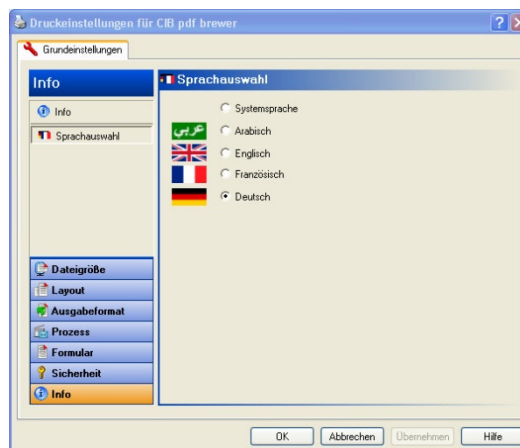 Druckeinstellungen für CIB pdf brewer
Grundeinstellungen
Info
Info
Sprachauswahl
Dateigröße
Layout
Ausgabeformat
Prozess
Formular
Sicherheit
Info
Sprachauswahl
Systemsprache
عربي
Arabisch
Englisch
Französisch
Deutsch
OK
Abbrechen
Übernehmen
Hilfe